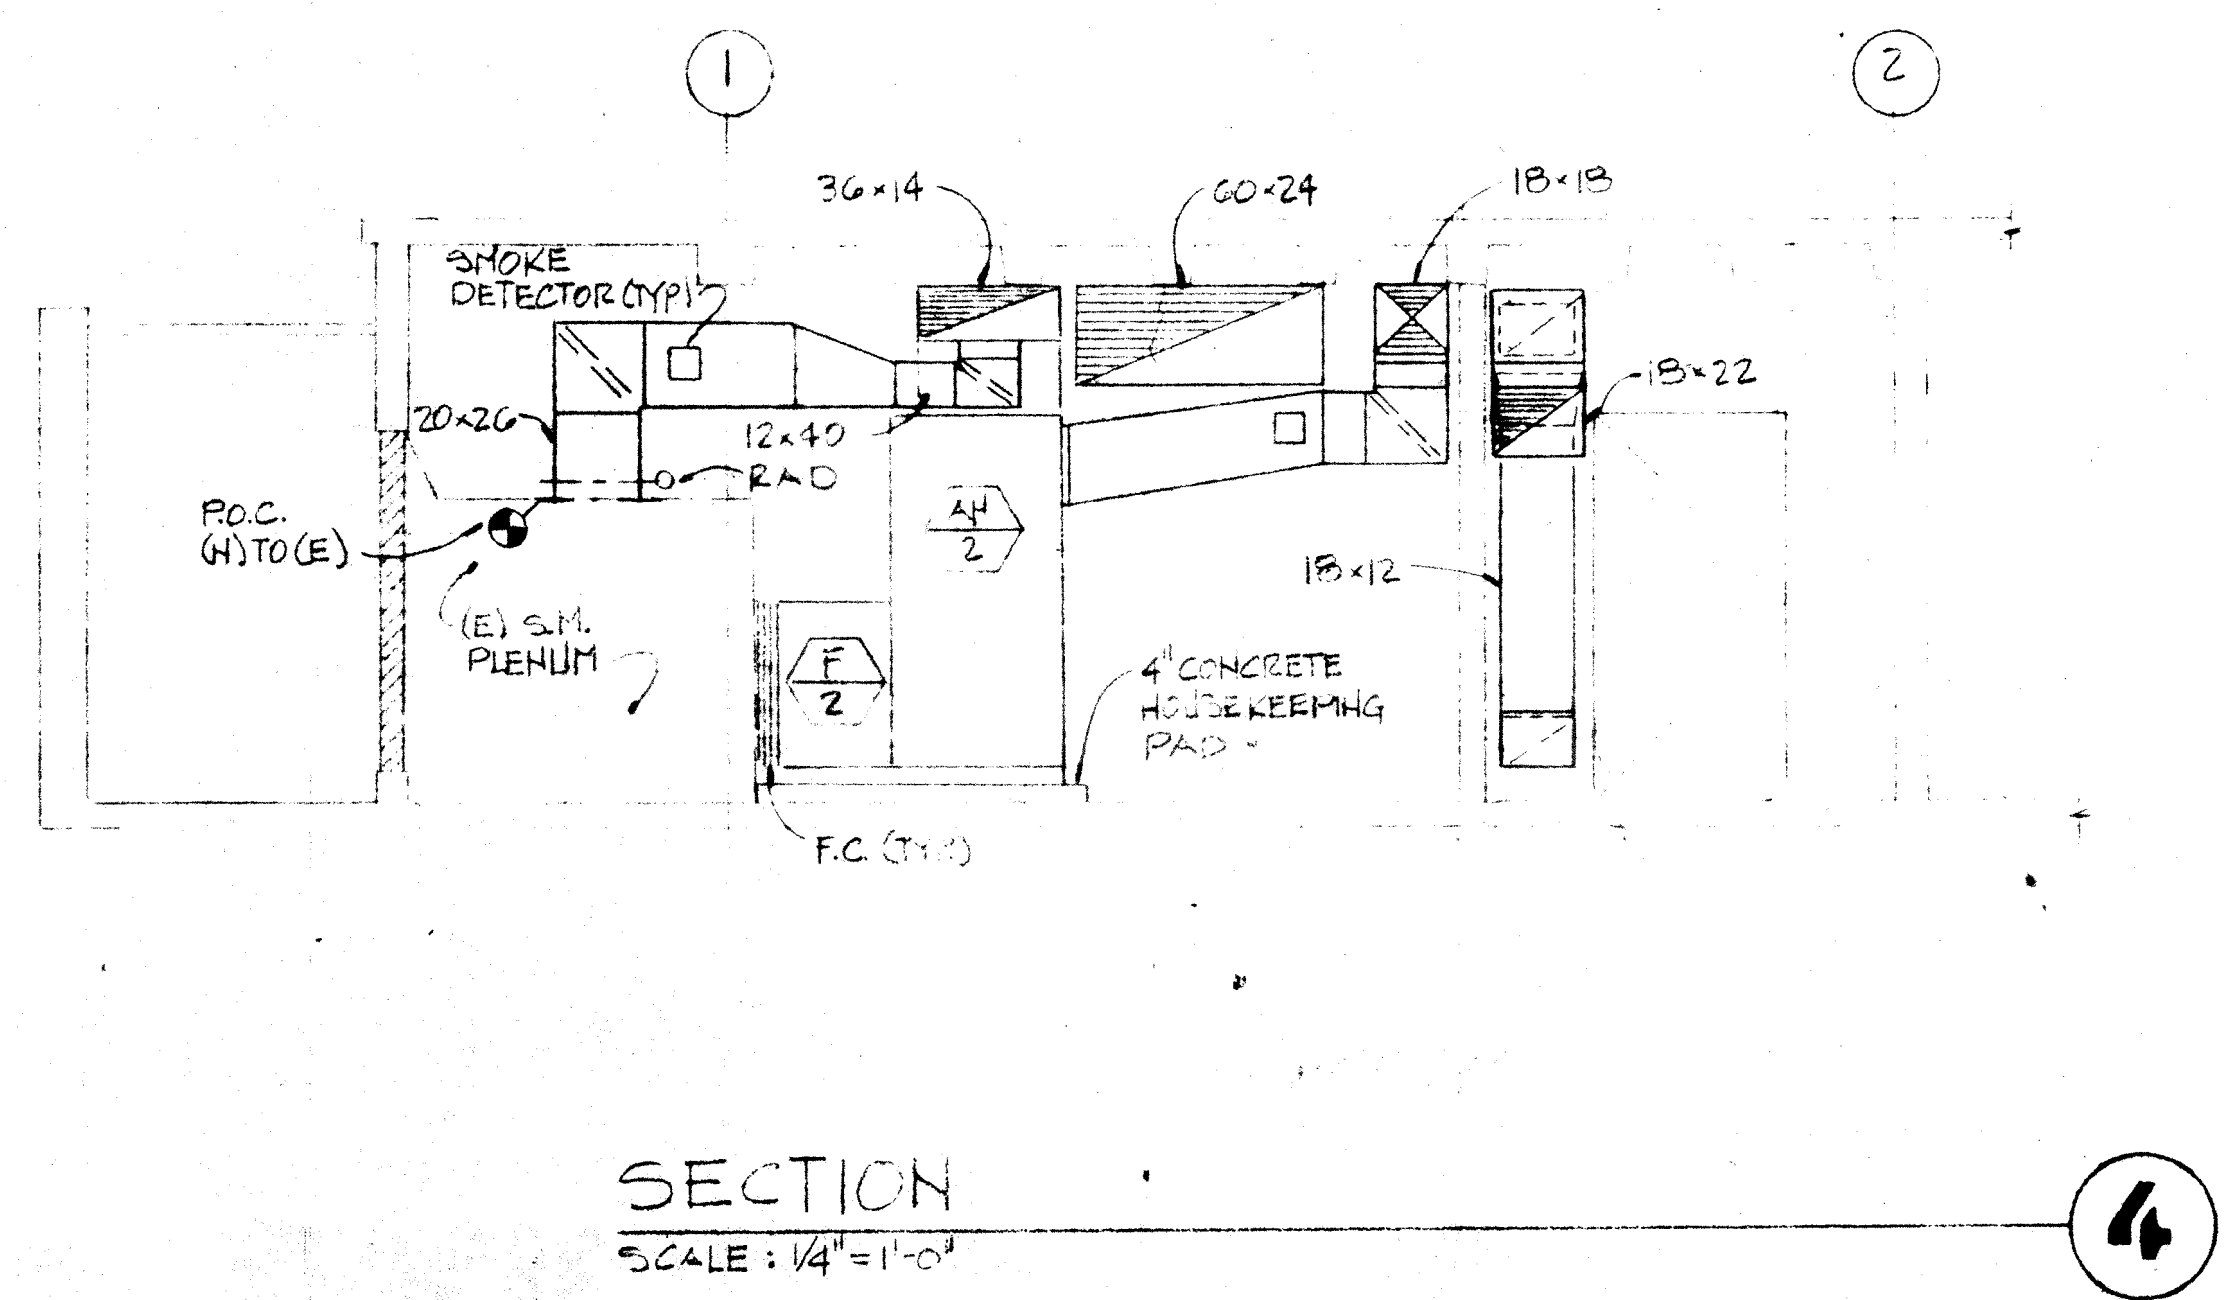 1
2
36×14
60×24
18×18
SMOKE
DETECTOR (TYP)
18×22
20×26
12×40
RAD
P.O.C.
(N) TO (E)
AH
2
18×12
(E) S.M.
PLENUM
F
2
4" CONCRETE
HOUSEKEEPING
PAD
F.C. (TYP.)
SECTION
SCALE : 1/4" = 1'-0"
4